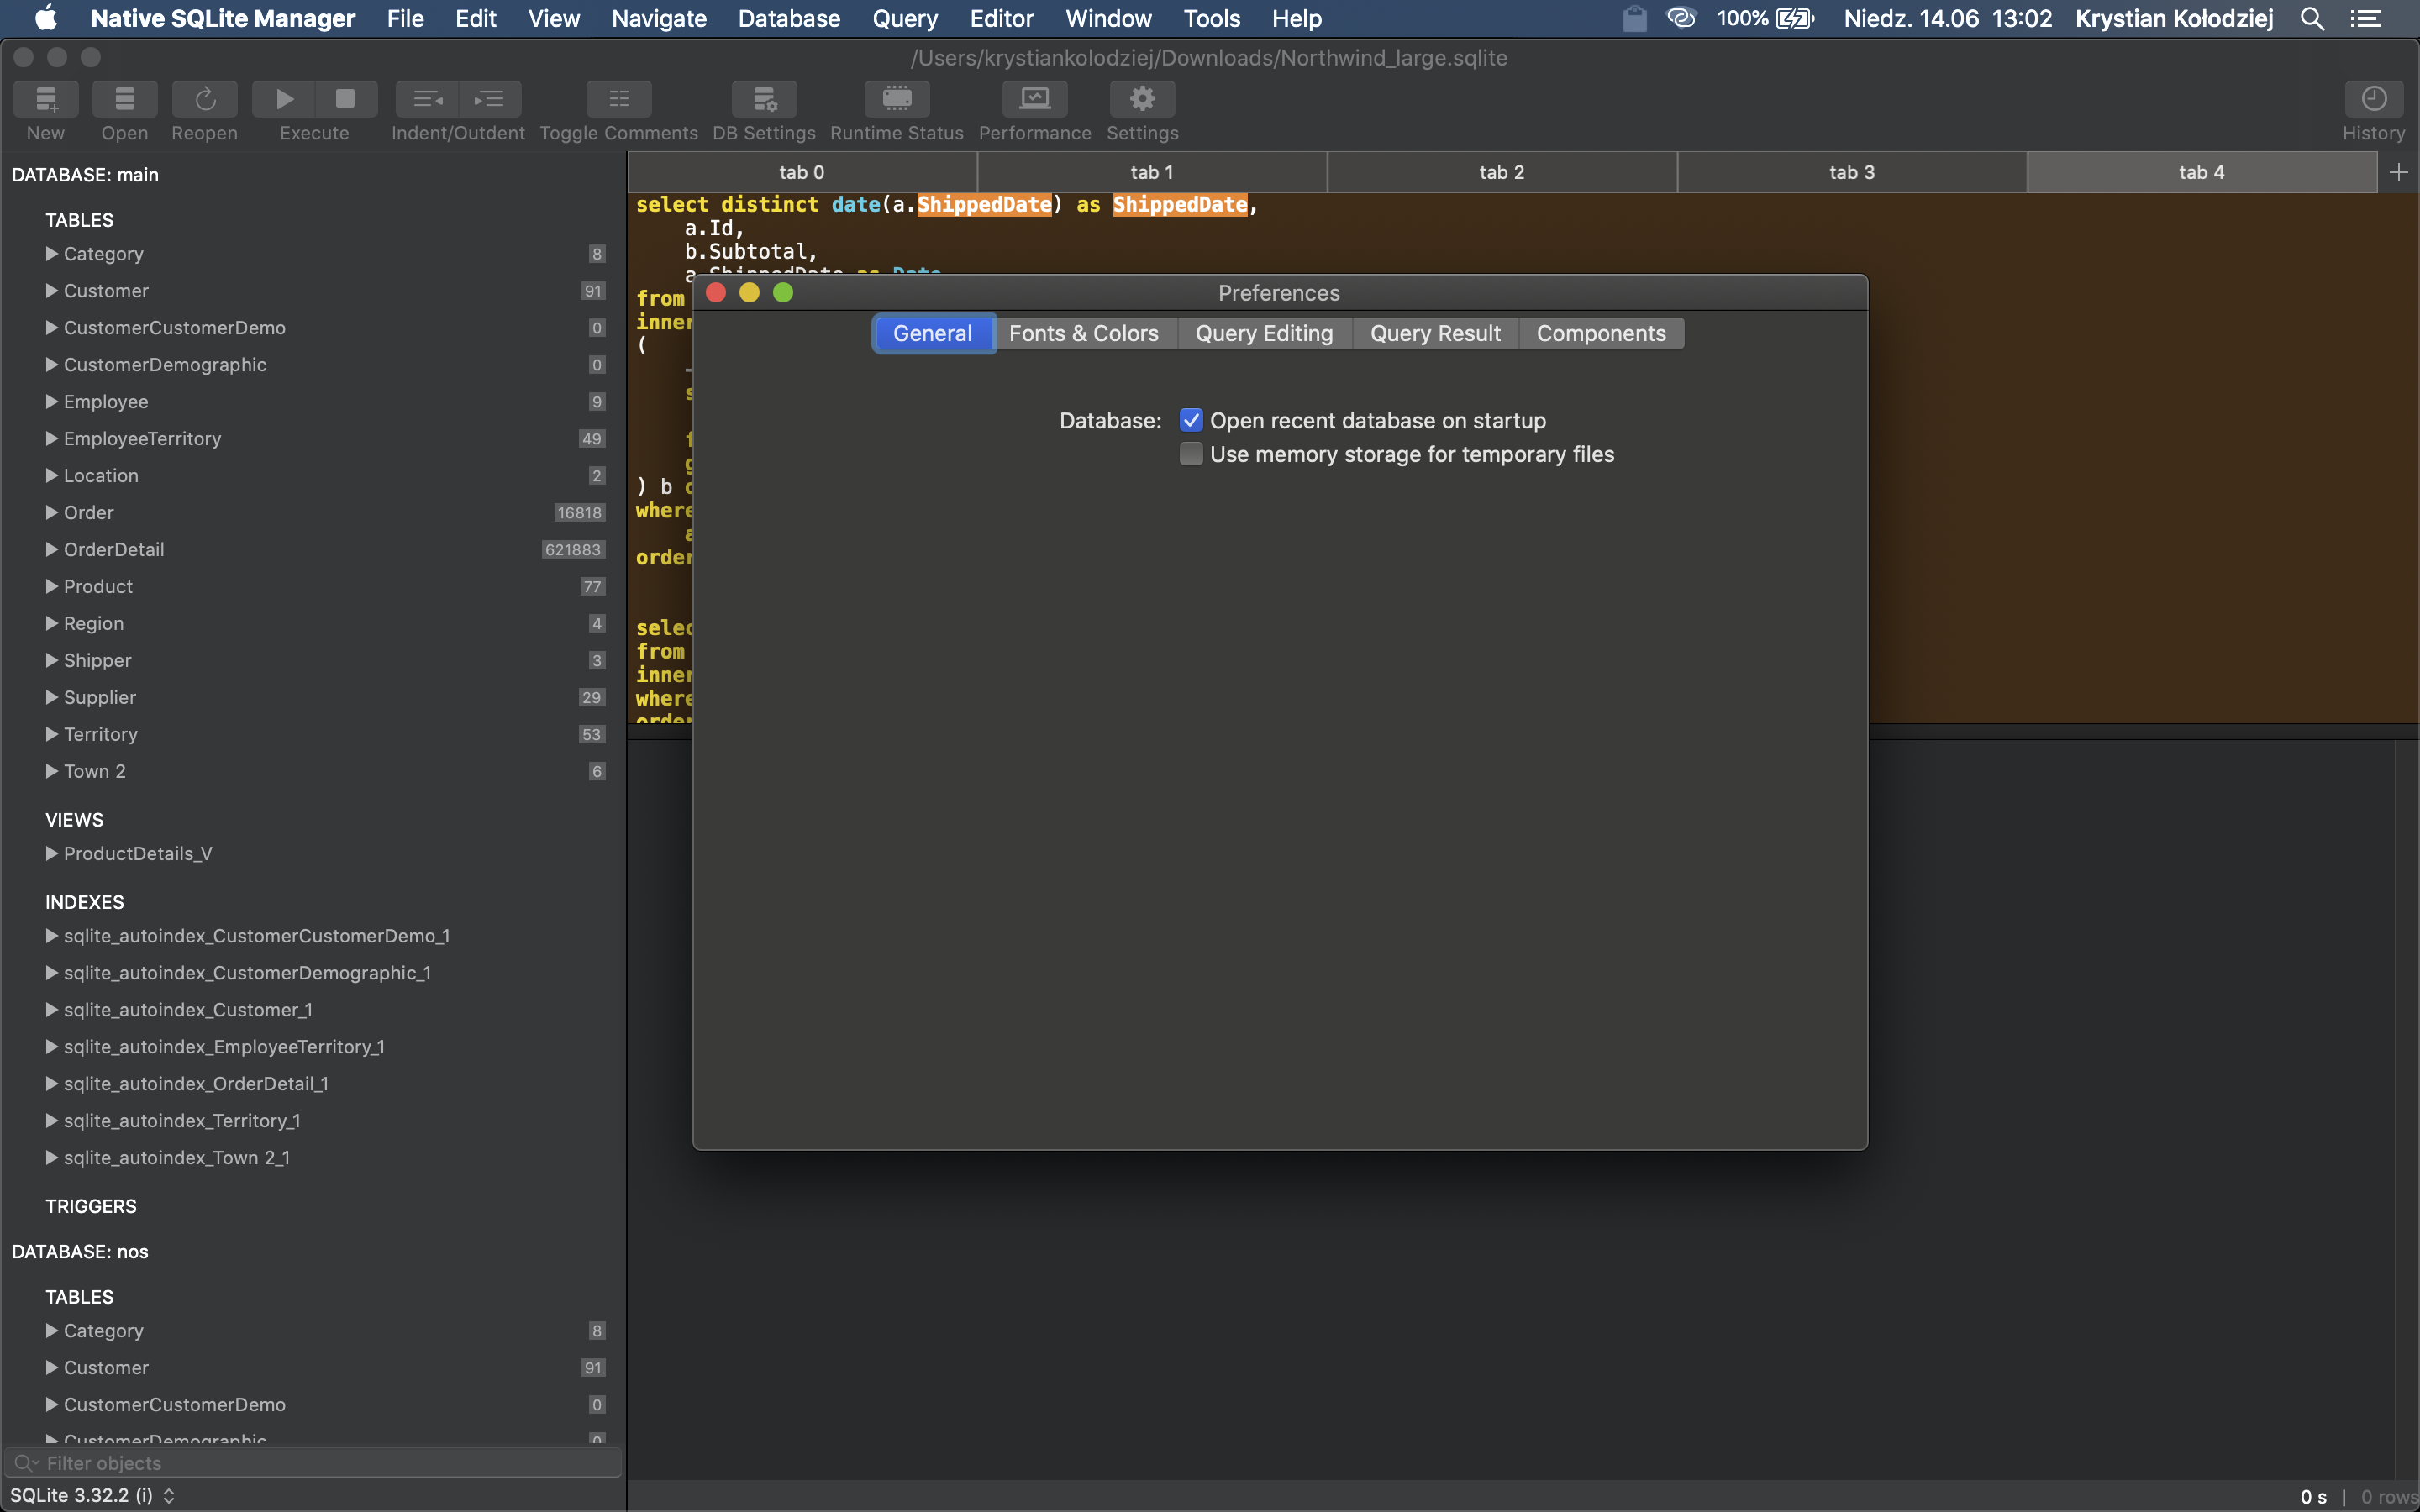 Native SQLite Manager File Edit View Navigate Database Query Editor Window Tools Help 100% Niedz. 14.06 13:02 Krystian Kołodziej
/Users/krystiankolodziej/Downloads/Northwind_large.sqlite
New Open Reopen Execute Indent/Outdent Toggle Comments DB Settings Runtime Status Performance Settings History
DATABASE: main
TABLES
Category 8
Customer 91
CustomerCustomerDemo 0
CustomerDemographic 0
Employee 9
EmployeeTerritory 49
Location 2
Order 16818
OrderDetail 621883
Product 77
Region 4
Shipper 3
Supplier 29
Territory 53
Town 2 6
VIEWS
ProductDetails_V
INDEXES
sqlite_autoindex_CustomerCustomerDemo_1
sqlite_autoindex_CustomerDemographic_1
sqlite_autoindex_Customer_1
sqlite_autoindex_EmployeeTerritory_1
sqlite_autoindex_OrderDetail_1
sqlite_autoindex_Territory_1
sqlite_autoindex_Town 2_1
TRIGGERS
DATABASE: nos
TABLES
Category 8
Customer 91
CustomerCustomerDemo 0
CustomerDemographic 0
Filter objects
SQLite 3.32.2 (i)
tab 0 tab 1 tab 2 tab 3 tab 4
select distinct date(a.ShippedDate) as ShippedDate,
a.Id,
b.Subtotal,
a.ShippedDate as Date
from
inner
(
) b
where
order
select
from
inner
where
order
Preferences
General Fonts & Colors Query Editing Query Result Components
Database: Open recent database on startup
Use memory storage for temporary files
0 s | 0 rows